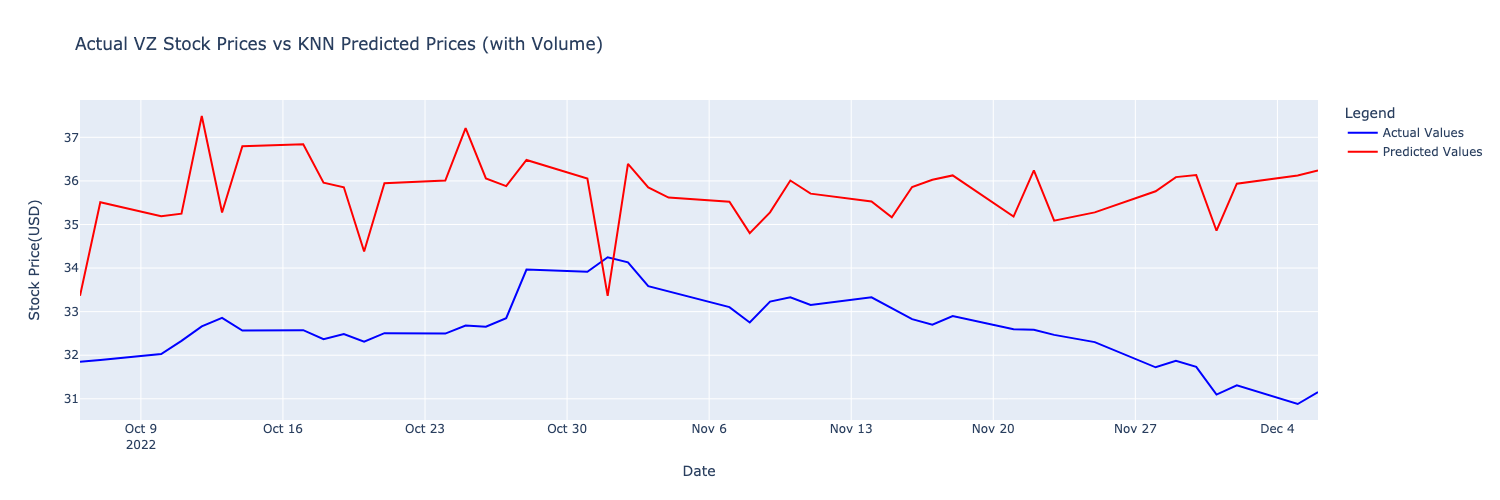 Actual VZ Stock Prices vs KNN Predicted Prices (with Volume)
Legend
Actual Values
Predicted Values
Stock Price(USD)
37
36
35
34
33
32
31
Oct 9
2022
Oct 16
Oct 23
Oct 30
Nov 6
Nov 13
Nov 20
Nov 27
Dec 4
Date